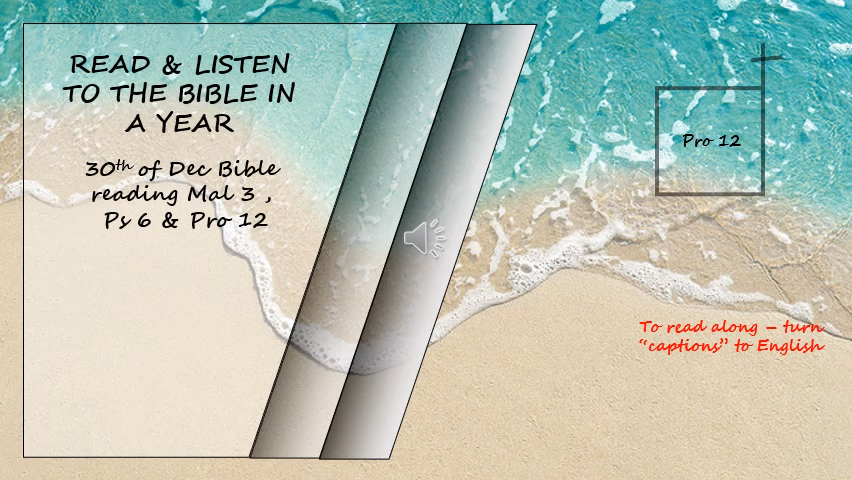 READ & LISTEN
TO THE BIBLE IN
A YEAR
30th of Dec Bible
reading Mal 3 ,
Ps 6 & Pro 12
Pro 12
To read along – turn
“captions” to English